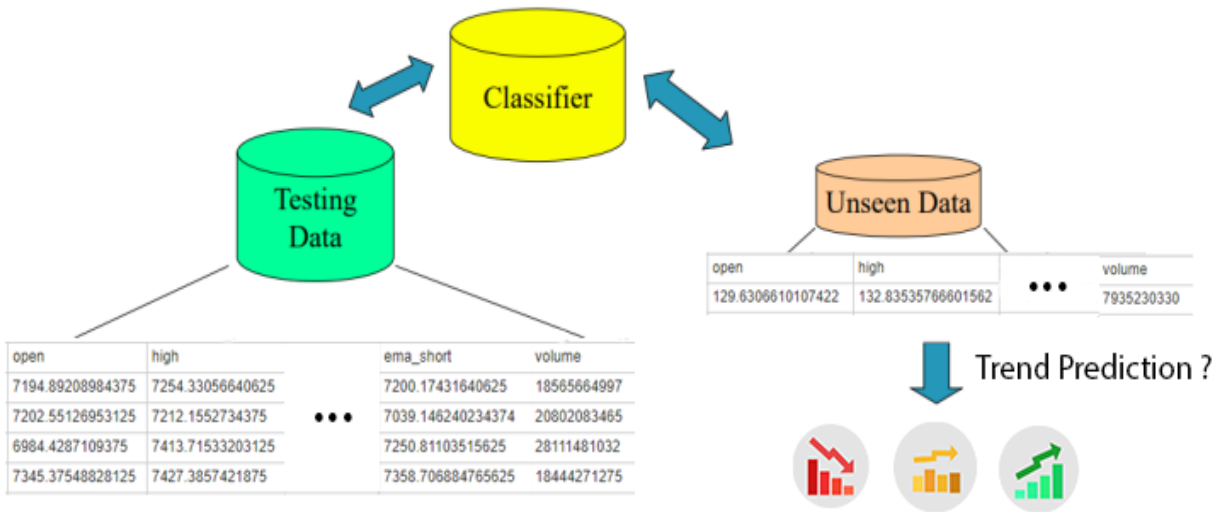 Classifier
Testing
Data
Unseen Data
open high ••• volume
129.6306610107422 132.83535766601562 7935230330
Trend Prediction ?
open high ema_short volume
7194.89208984375 7254.33056640625 7200.17431640625 18565664997
7202.55126953125 7212.1552734375 ••• 7039.146240234374 20802083465
6984.4287109375 7413.71533203125 7250.81103515625 28111481032
7345.37548828125 7427.3857421875 7358.706884765625 18444271275